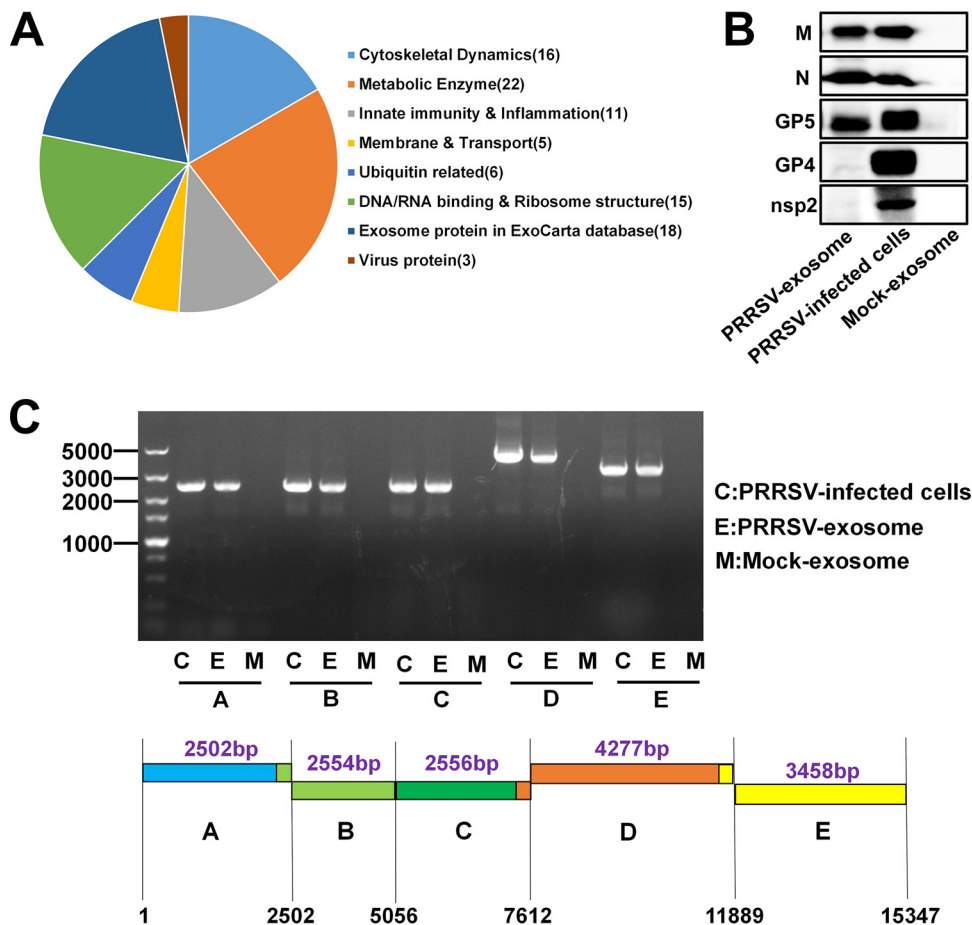 A
Cytoskeletal Dynamics(16)
Metabolic Enzyme(22)
Innate immunity & Inflammation(11)
Membrane & Transport(5)
Ubiquitin related(6)
DNA/RNA binding & Ribosome structure(15)
Exosome protein in ExoCarta database(18)
Virus protein(3)
B
M
N
GP5
GP4
nsp2
PRRSV-exosome
PRRSV-infected cells
Mock-exosome
C
5000
3000
2000
1000
C:PRRSV-infected cells
E:PRRSV-exosome
M:Mock-exosome
C E M C E M C E M C E M C E M
A B C D E
2502bp 2554bp 2556bp 4277bp 3458bp
A B C D E
1 2502 5056 7612 11889 15347